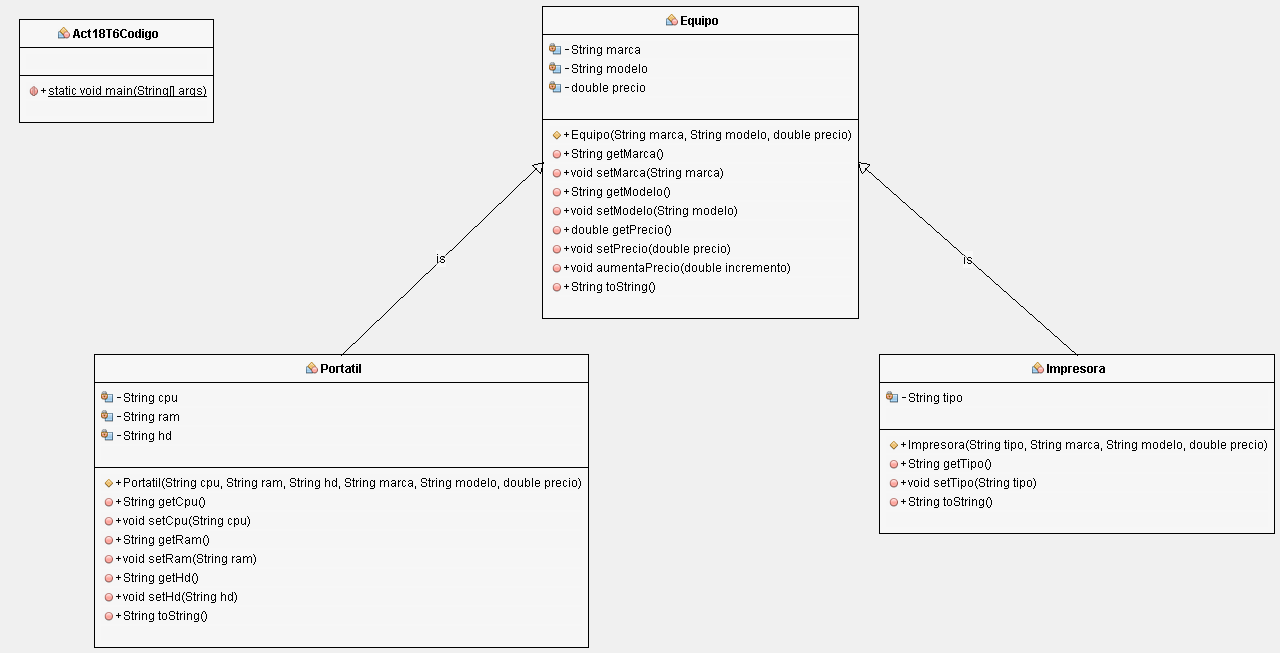 Act18T6Codigo
+static void main(String[] args)
Equipo
-String marca
-String modelo
-double precio
+Equipo(String marca, String modelo, double precio)
+String getMarca()
+void setMarca(String marca)
+String getModelo()
+void setModelo(String modelo)
+double getPrecio()
+void setPrecio(double precio)
+void aumentaPrecio(double incremento)
+String toString()
is
is
Portatil
-String cpu
-String ram
-String hd
+Portatil(String cpu, String ram, String hd, String marca, String modelo, double precio)
+String getCpu()
+void setCpu(String cpu)
+String getRam()
+void setRam(String ram)
+String getHd()
+void setHd(String hd)
+String toString()
Impresora
-String tipo
+Impresora(String tipo, String marca, String modelo, double precio)
+String getTipo()
+void setTipo(String tipo)
+String toString()